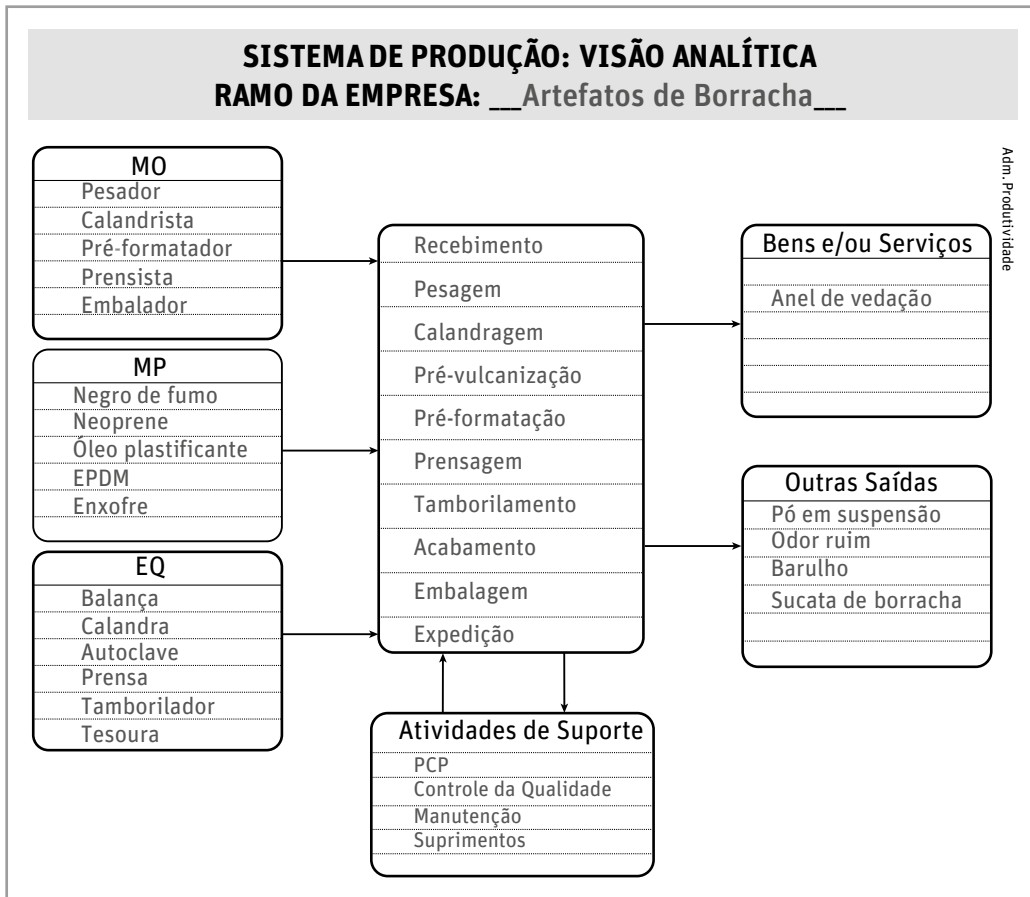 SISTEMA DE PRODUÇÃO: VISÃO ANALÍTICA
RAMO DA EMPRESA: ___Artefatos de Borracha___
Adm. Produtividade
MO
Pesador
Calandrista
Pré-formatador
Prensista
Embalador
MP
Negro de fumo
Neoprene
Óleo plastificante
EPDM
Enxofre
EQ
Balança
Calandra
Autoclave
Prensa
Tamborilador
Tesoura
Recebimento
Pesagem
Calandragem
Pré-vulcanização
Pré-formatação
Prensagem
Tamborilamento
Acabamento
Embalagem
Expedição
Atividades de Suporte
PCP
Controle da Qualidade
Manutenção
Suprimentos
Bens e/ou Serviços
Anel de vedação
Outras Saídas
Pó em suspensão
Odor ruim
Barulho
Sucata de borracha